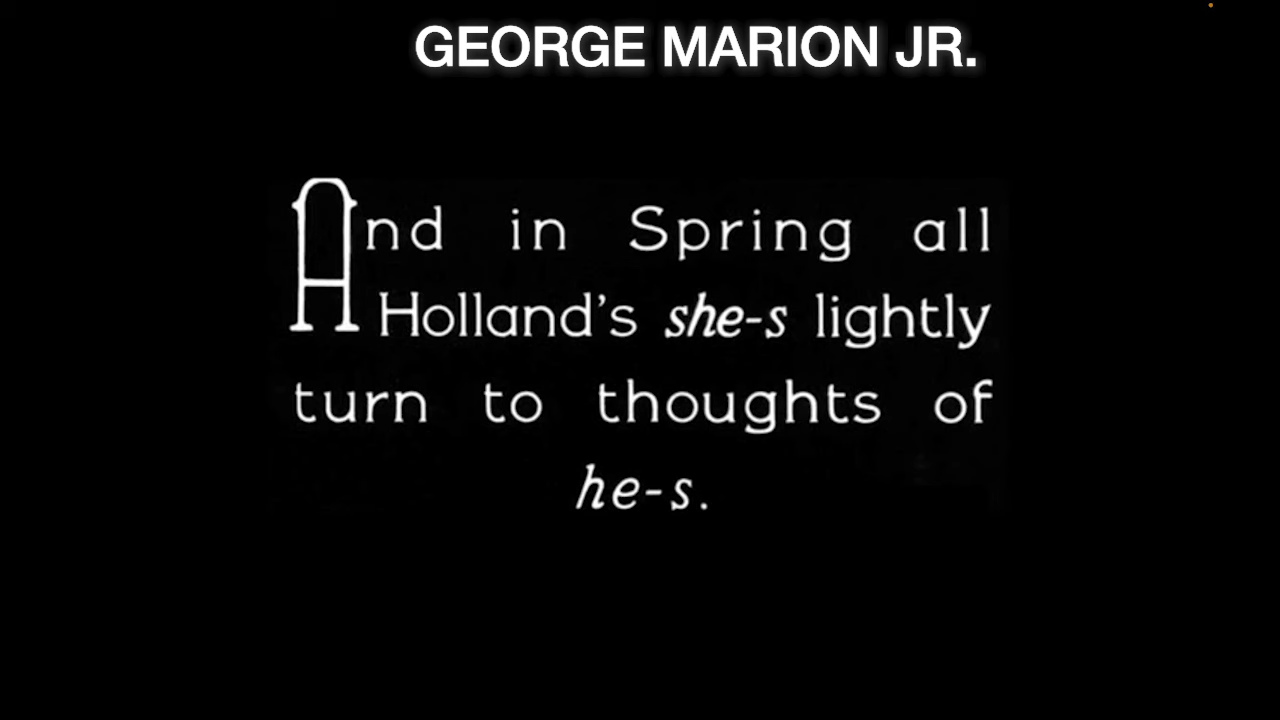 GEORGE MARION JR.
And in Spring all
Holland's she-s lightly
turn to thoughts of
he-s.